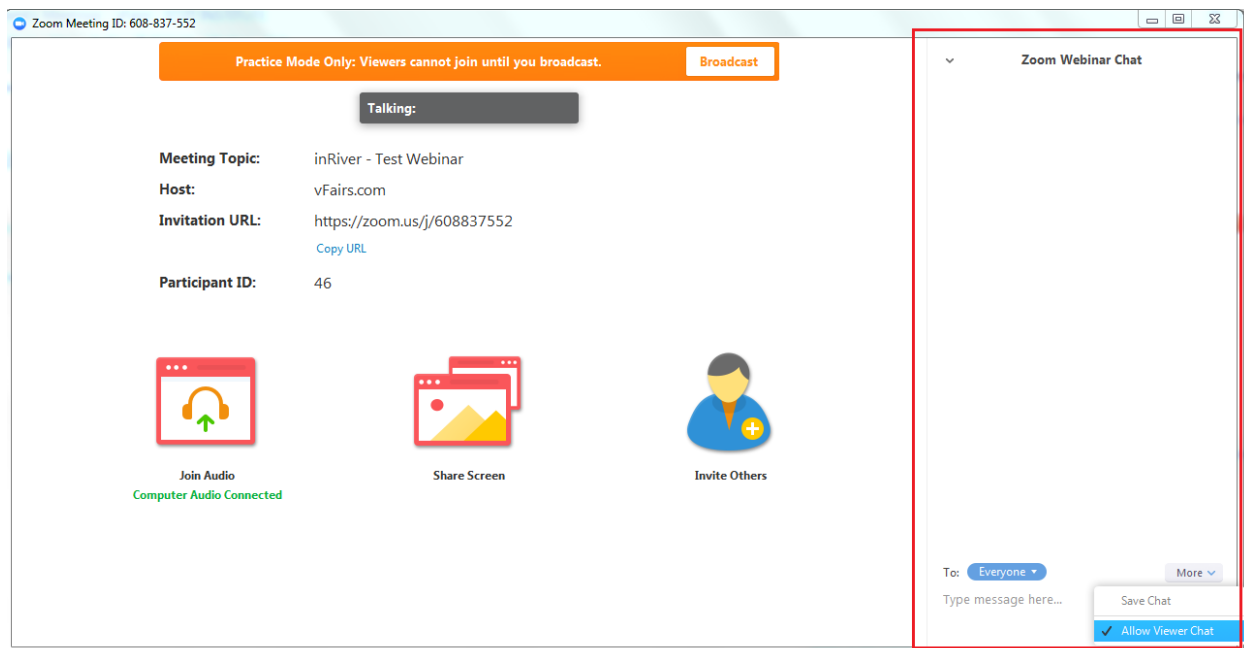 Zoom Meeting ID: 608-837-552
Practice Mode Only: Viewers cannot join until you broadcast.
Broadcast
Talking:
Meeting Topic: inRiver - Test Webinar
Host: vFairs.com
Invitation URL: https://zoom.us/j/608837552
Copy URL
Participant ID: 46
Join Audio
Computer Audio Connected
Share Screen
Invite Others
Zoom Webinar Chat
To: Everyone
More
Type message here...
Save Chat
Allow Viewer Chat